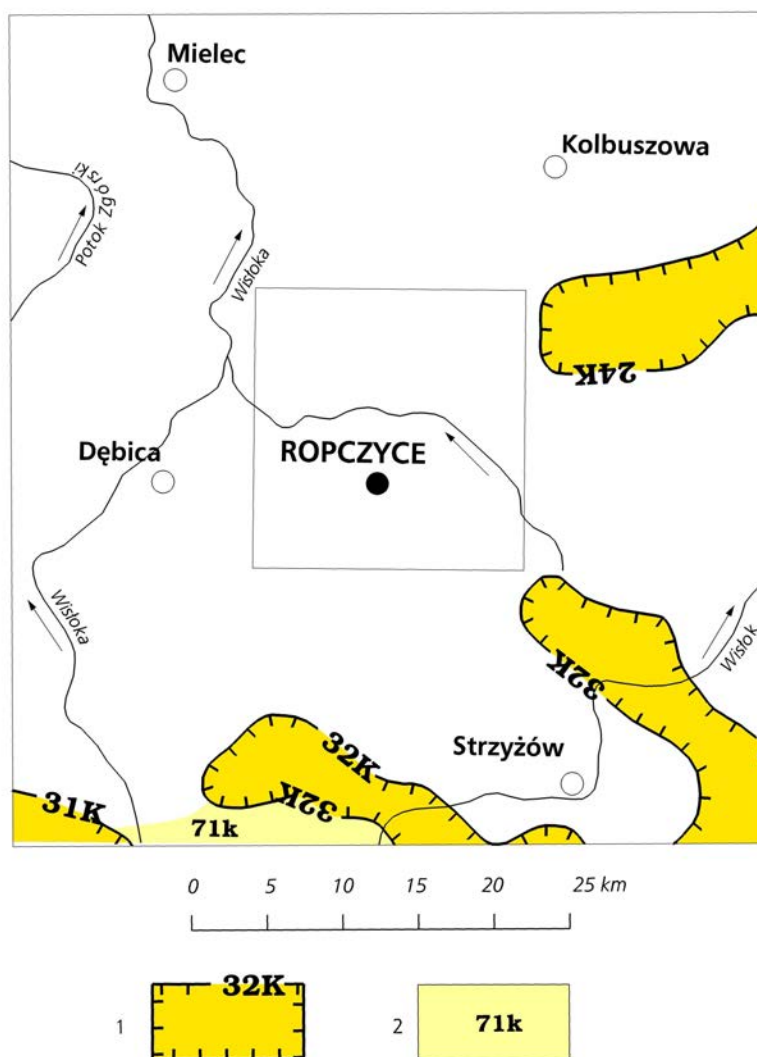 Mielec
Kolbuszowa
Potok Zgórski
Wisłoka
24K
Dębica
ROPCZYCE
Wisłoka
32K
Wisłok
Strzyżów
32K
32K
31K
71k
0 5 10 15 20 25 km
1 32K 2 71k